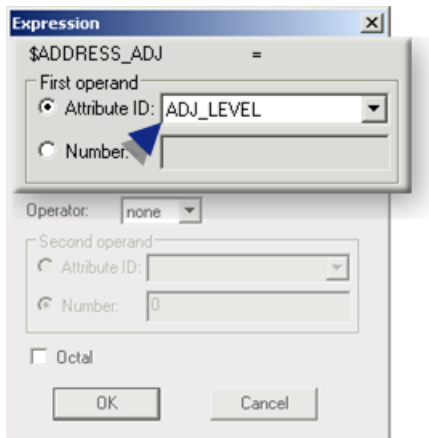 Expression
$ADDRESS_ADJ =
First operand
Attribute ID: ADJ_LEVEL
Number:
Operator: none
Second operand
Attribute ID:
Number: 0
Octal
OK Cancel